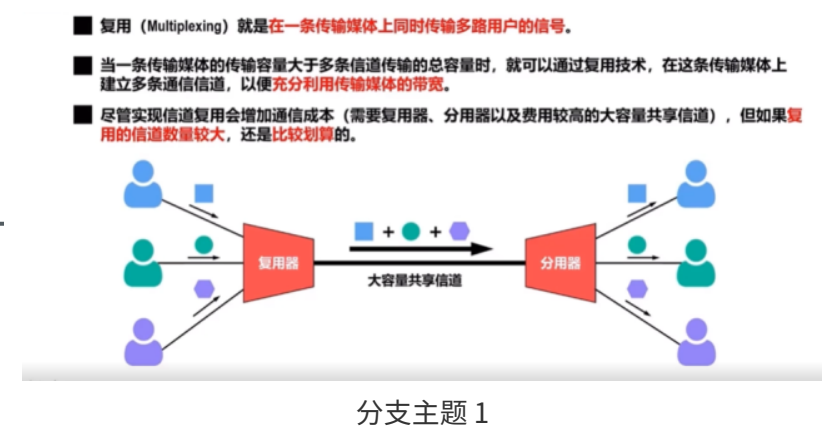 复用（Multiplexing）就是在一条传输媒体上同时传输多路用户的信号。
当一条传输媒体的传输容量大于多条信道传输的总容量时，就可以通过复用技术，在这条传输媒体上
建立多条通信信道，以便充分利用传输媒体的带宽。
尽管实现信道复用会增加通信成本（需要复用器、分用器以及费用较高的大容量共享信道），但如果复
用的信道数量较大，还是比较划算的。
+ +
复用器
分用器
大容量共享信道
分支主题 1